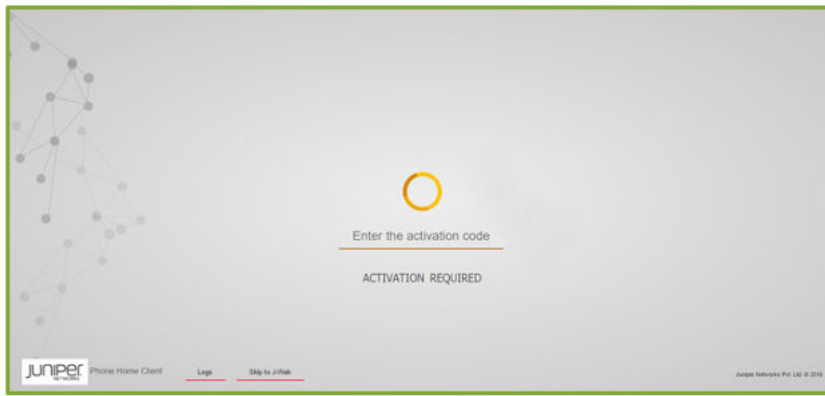 Enter the activation code
ACTIVATION REQUIRED
JUNIPER
NETWORKS
Phone Home Client
Logs
Skip to J-Web
Juniper Networks Pvt. Ltd. © 2016